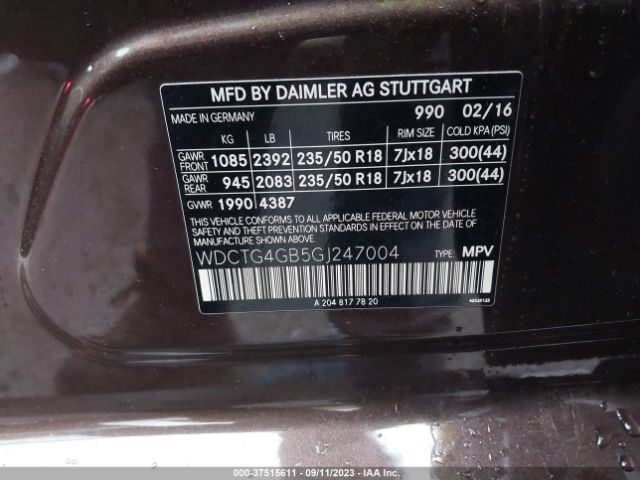 MFD BY DAIMLER AG STUTTGART
MADE IN GERMANY 990 02/16
KG LB TIRES RIM SIZE COLD KPA (PSI)
GAWR FRONT 1085 2392 235/50 R18 7Jx18 300(44)
GAWR REAR 945 2083 235/50 R18 7Jx18 300(44)
GVWR 1990 4387
THIS VEHICLE CONFORMS TO ALL APPLICABLE FEDERAL MOTOR VEHICLE
SAFETY AND THEFT PREVENTION STANDARDS IN EFFECT ON THE DATE
OF MANUFACTURE SHOWN ABOVE.
WDCTG4GB5GJ247004 TYPE: MPV
A 204 817 78 20
000-37515611 - 09/11/2023 - IAAI.COM